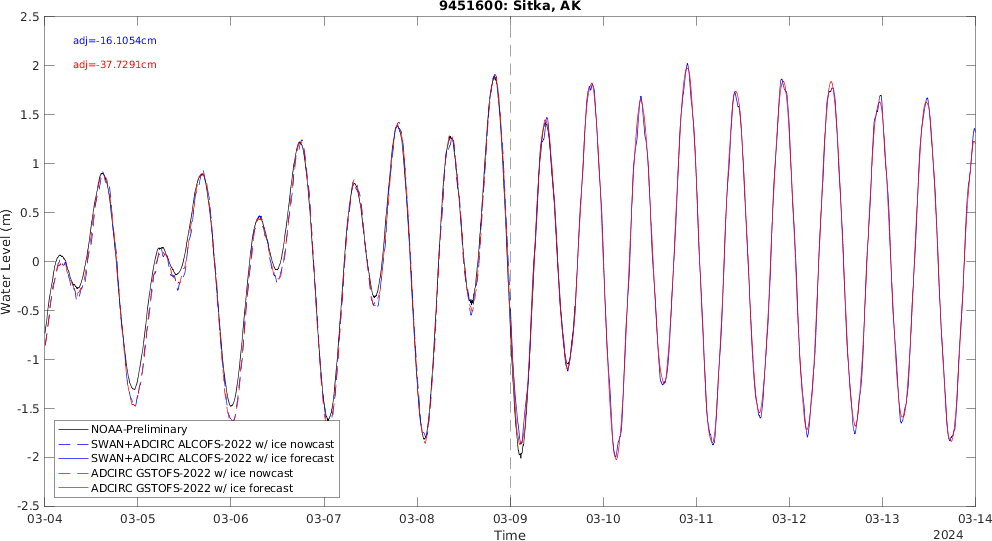 9451600: Sitka, AK
adj=-16.1054cm
adj=-37.7291cm
2.5
2
1.5
1
0.5
0
-0.5
-1
-1.5
-2
-2.5
Water Level (m)
NOAA-Preliminary
SWAN+ADCIRC ALCOFS-2022 w/ ice nowcast
SWAN+ADCIRC ALCOFS-2022 w/ ice forecast
ADCIRC GSTOFS-2022 w/ ice nowcast
ADCIRC GSTOFS-2022 w/ ice forecast
03-04 03-05 03-06 03-07 03-08 03-09 03-10 03-11 03-12 03-13 03-14
Time
2024